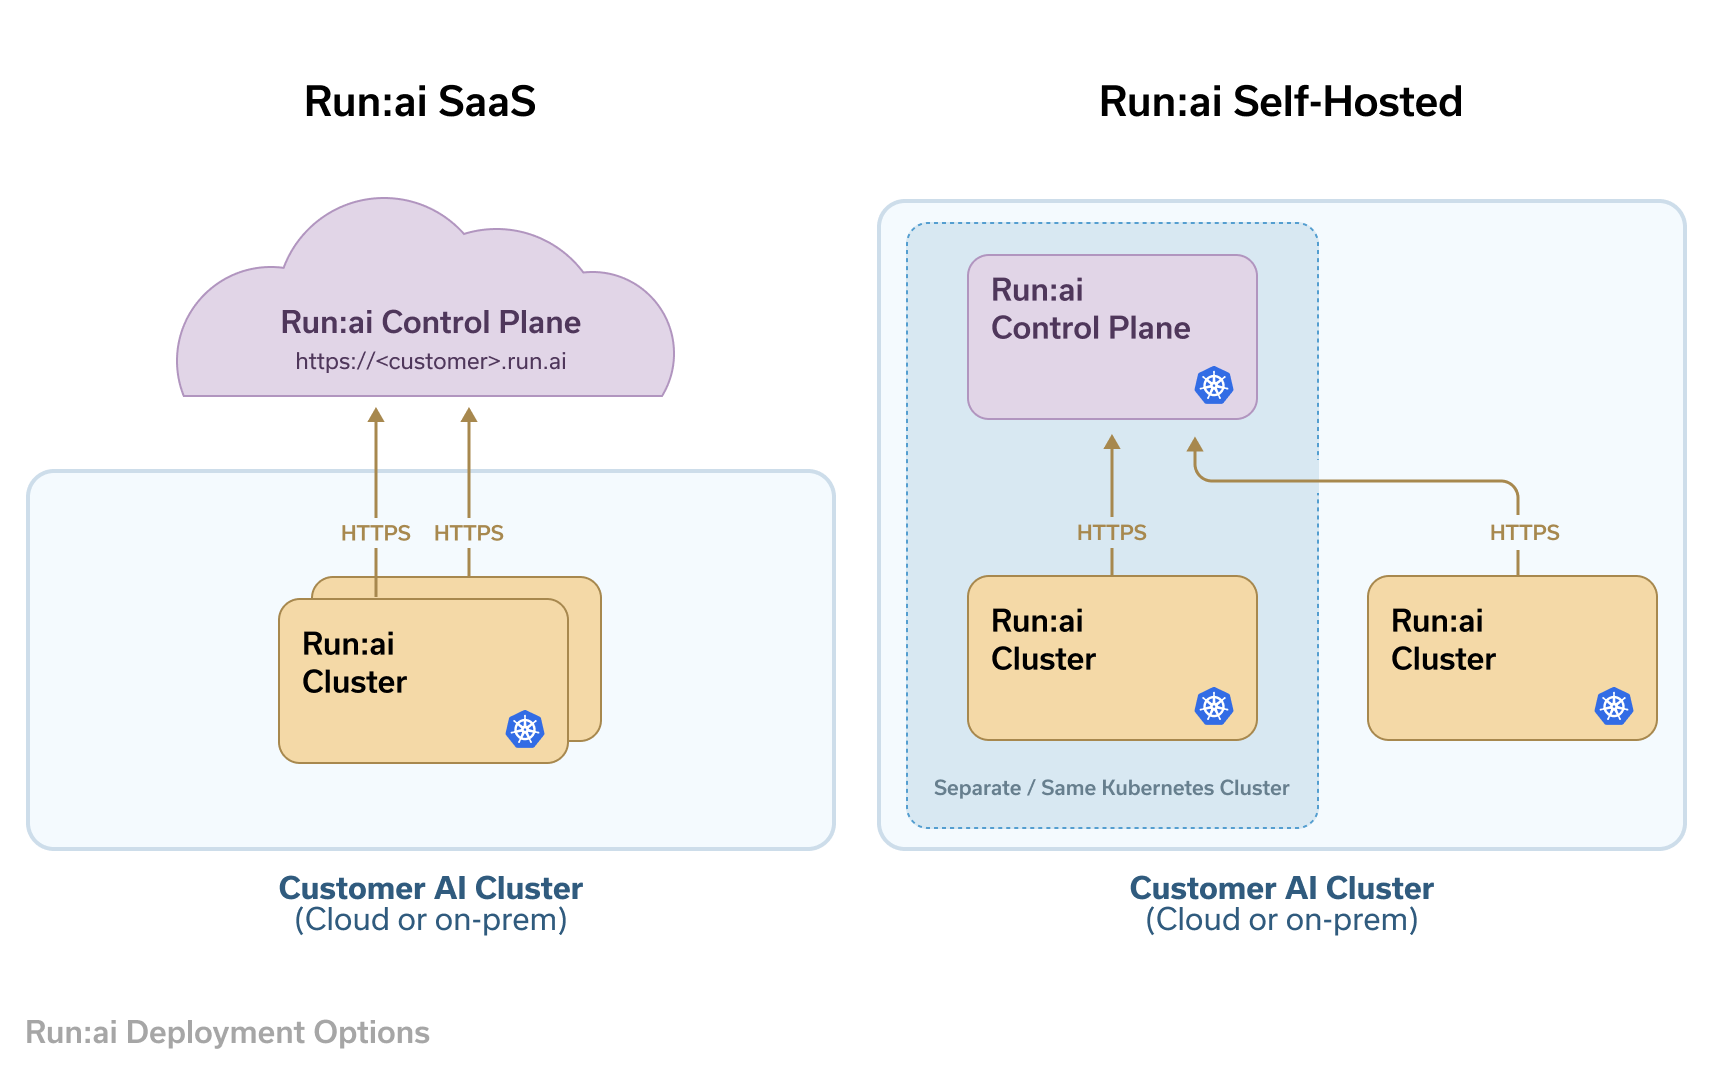 Run:ai SaaS
Run:ai Control Plane
https://<customer>.run.ai
HTTPS
HTTPS
Run:ai
Cluster
Customer AI Cluster
(Cloud or on-prem)
Run:ai Self-Hosted
Run:ai
Control Plane
HTTPS
HTTPS
Run:ai
Cluster
Run:ai
Cluster
Separate / Same Kubernetes Cluster
Customer AI Cluster
(Cloud or on-prem)
Run:ai Deployment Options